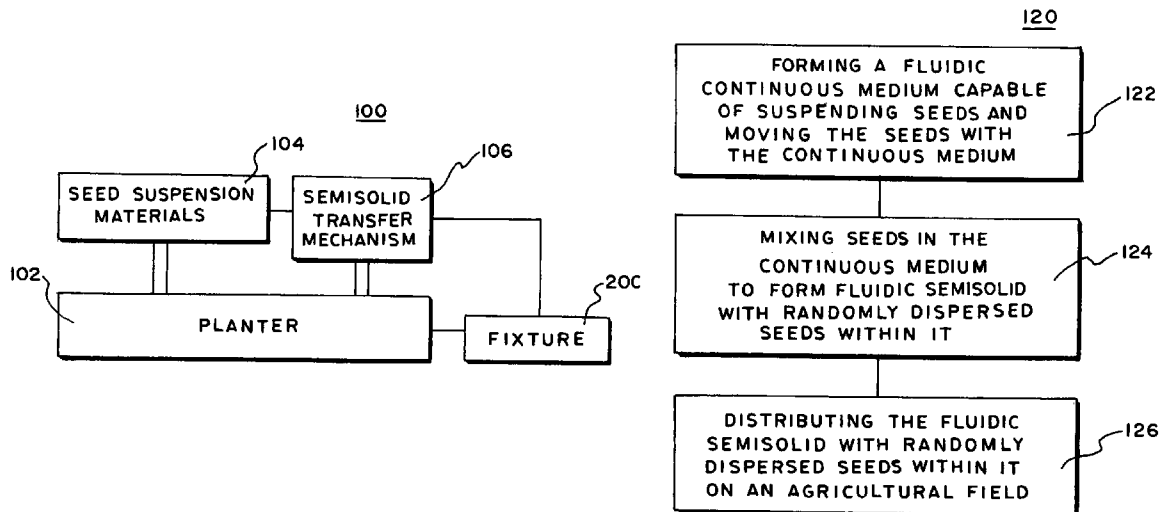 100
104
106
SEED SUSPENSION
MATERIALS
SEMISOLID
TRANSFER
MECHANISM
102
PLANTER
20C
FIXTURE
120
FORMING A FLUIDIC
CONTINUOUS MEDIUM CAPABLE
OF SUSPENDING SEEDS AND
MOVING THE SEEDS WITH
THE CONTINUOUS MEDIUM
122
MIXING SEEDS IN THE
CONTINUOUS MEDIUM
TO FORM FLUIDIC SEMISOLID
WITH RANDOMLY DISPERSED
SEEDS WITHIN IT
124
DISTRIBUTING THE FLUIDIC
SEMISOLID WITH RANDOMLY
DISPERSED SEEDS WITHIN IT
ON AN AGRICULTURAL FIELD
126